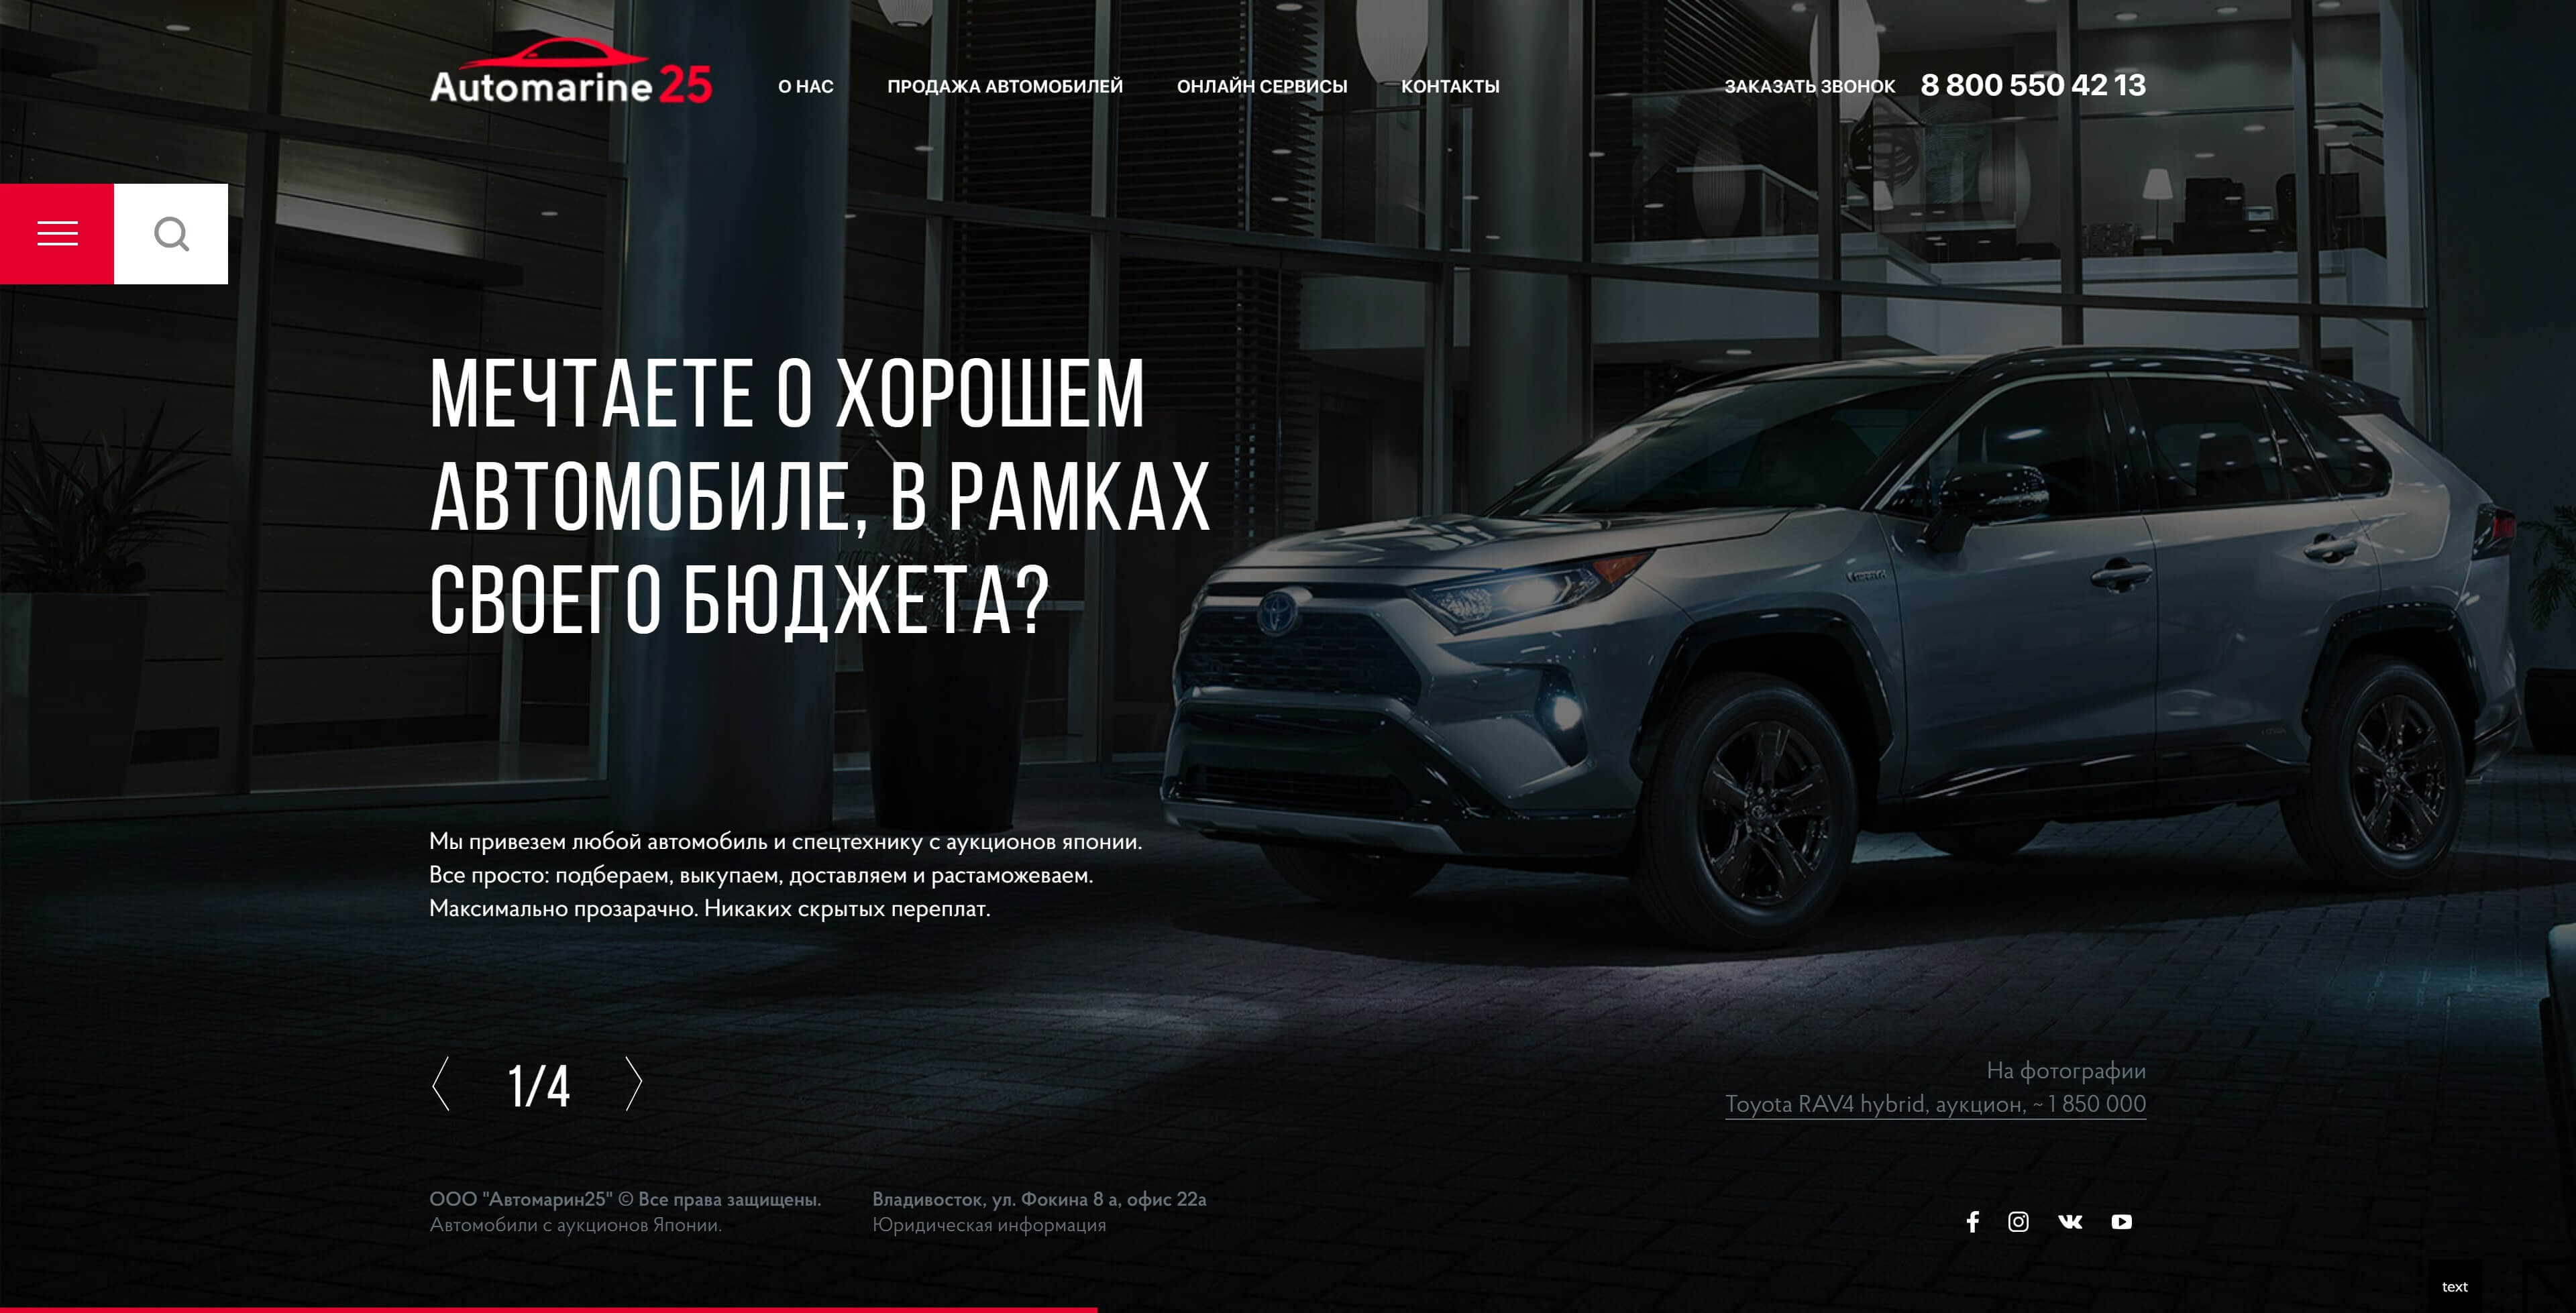 Automarine 25
О НАС ПРОДАЖА АВТОМОБИЛЕЙ ОНЛАЙН СЕРВИСЫ КОНТАКТЫ ЗАКАЗАТЬ ЗВОНОК 8 800 550 42 13
МЕЧТАЕТЕ О ХОРОШЕМ
АВТОМОБИЛЕ, В РАМКАХ
СВОЕГО БЮДЖЕТА?
Мы привезем любой автомобиль и спецтехнику с аукционов японии.
Все просто: подбераем, выкупаем, доставляем и растаможеваем.
Максимально прозарачно. Никаких скрытых переплат.
1/4
На фотографии
Toyota RAV4 hybrid, аукцион, ~ 1 850 000
ООО "Автомарин25" © Все права защищены.
Автомобили с аукционов Японии.
Владивосток, ул. Фокина 8 а, офис 22а
Юридическая информация
text